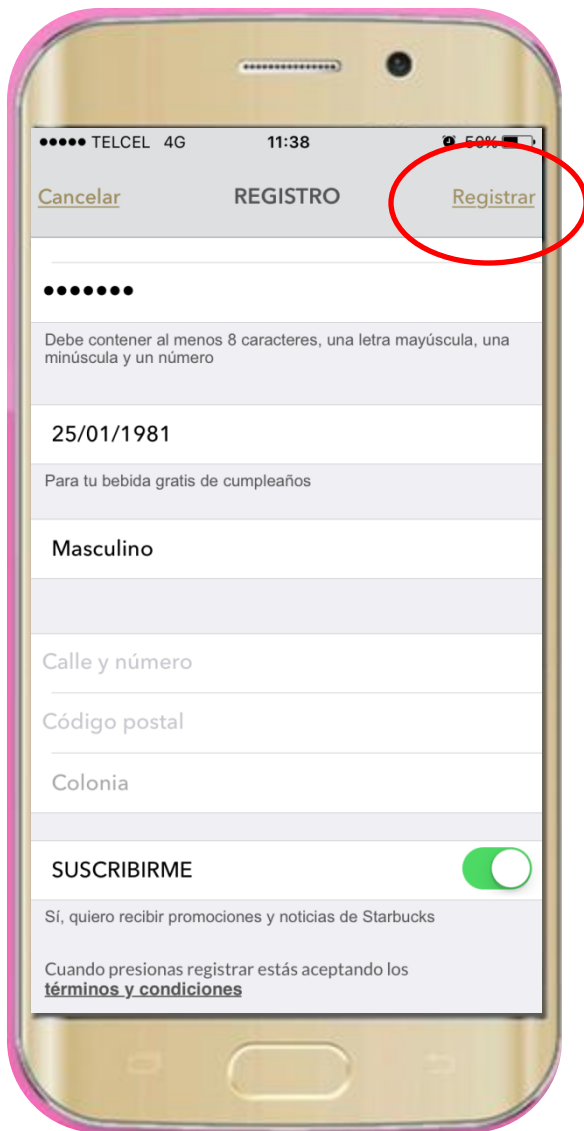 ●●●●● TELCEL 4G 11:38 50%
Cancelar REGISTRO Registrar
●●●●●●●
Debe contener al menos 8 caracteres, una letra mayúscula, una
minúscula y un número
25/01/1981
Para tu bebida gratis de cumpleaños
Masculino
Calle y número
Código postal
Colonia
SUSCRIBIRME
Sí, quiero recibir promociones y noticias de Starbucks
Cuando presionas registrar estás aceptando los
términos y condiciones